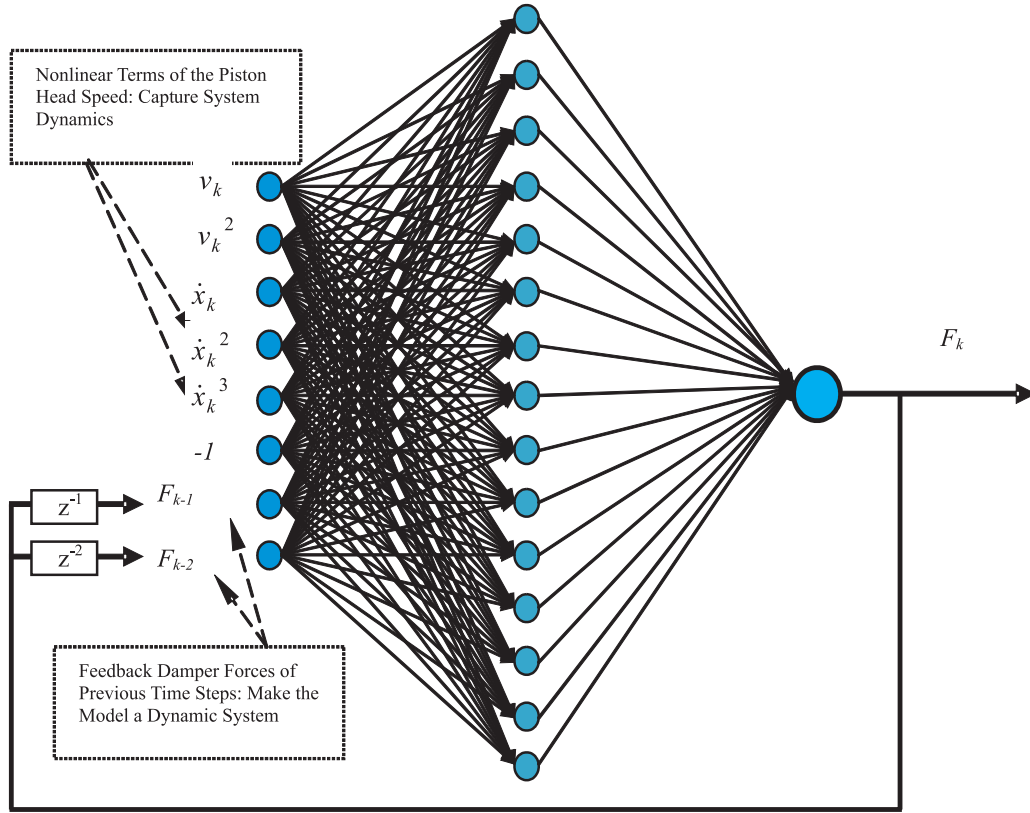 Nonlinear Terms of the Piston
Head Speed: Capture System
Dynamics
v_k
v_k^2
ẋ_k
ẋ_k^2
ẋ_k^3
-1
z^-1
F_k-1
z^-2
F_k-2
F_k
Feedback Damper Forces of
Previous Time Steps: Make the
Model a Dynamic System